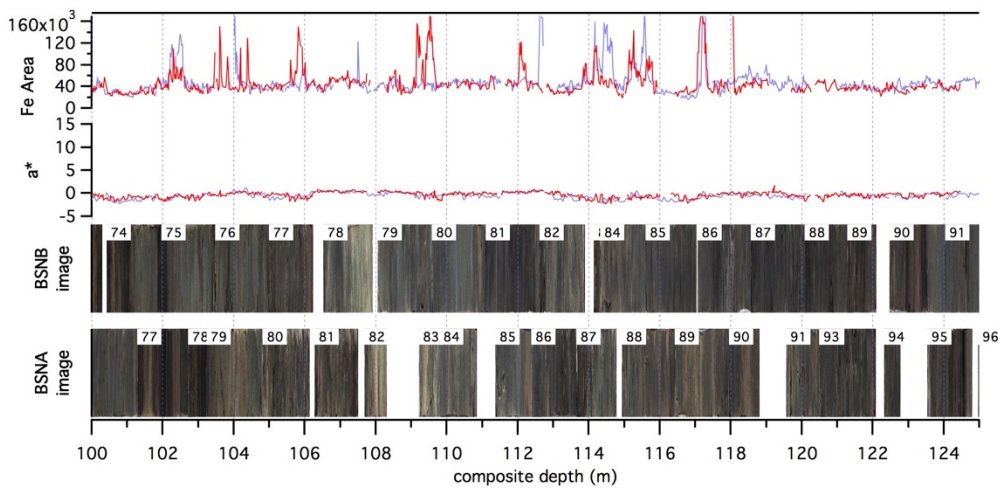 160x10³
120
80
40
0
Fe Area
15
10
5
0
-5
a*
BSNB
image
74 75 76 77 78 79 80 81 82 84 85 86 87 88 89 90 91
BSNA
image
77 78 79 80 81 82 83 84 85 86 87 88 89 90 91 93 94 95 96
100 102 104 106 108 110 112 114 116 118 120 122 124
composite depth (m)